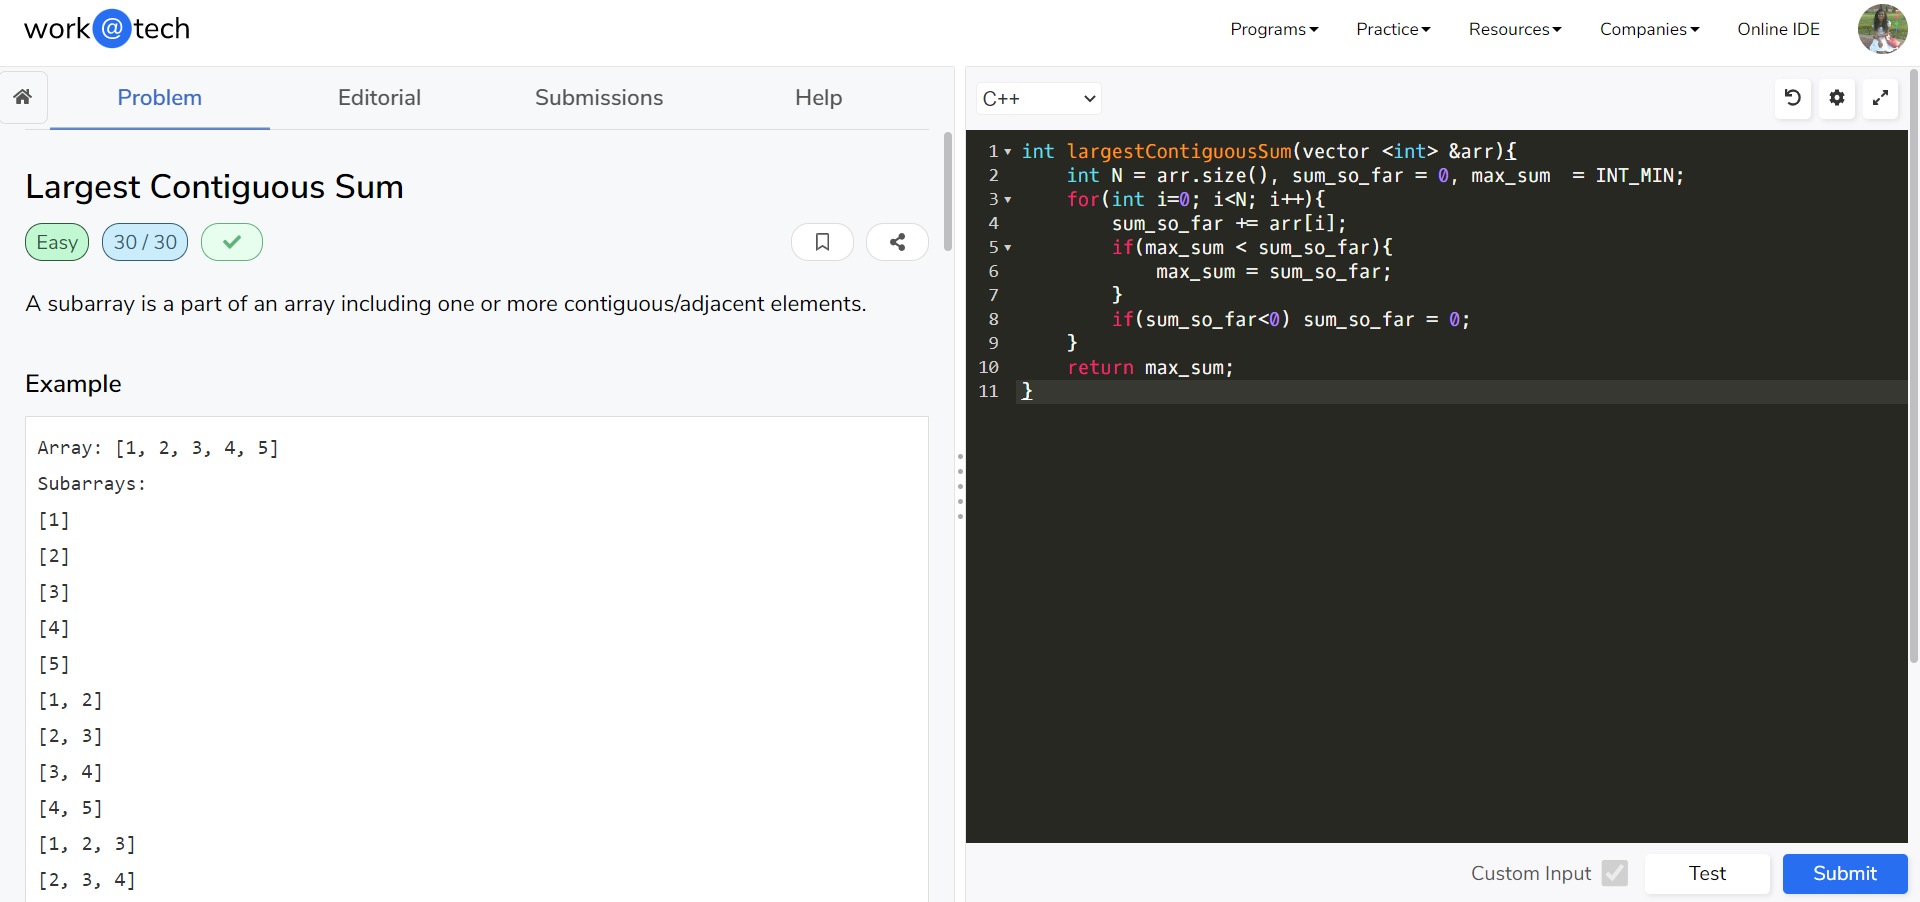 work@tech
Programs Practice Resources Companies Online IDE
Problem Editorial Submissions Help
Largest Contiguous Sum
Easy 30 / 30
A subarray is a part of an array including one or more contiguous/adjacent elements.
Example
Array: [1, 2, 3, 4, 5]
Subarrays:
[1]
[2]
[3]
[4]
[5]
[1, 2]
[2, 3]
[3, 4]
[4, 5]
[1, 2, 3]
[2, 3, 4]
C++
1 int largestContiguousSum(vector <int> &arr){
2 int N = arr.size(), sum_so_far = 0, max_sum  = INT_MIN;
3 for(int i=0; i<N; i++){
4 sum_so_far += arr[i];
5 if(max_sum < sum_so_far){
6 max_sum = sum_so_far;
7 }
8 if(sum_so_far<0) sum_so_far = 0;
9 }
10 return max_sum;
11 }
Custom Input Test Submit